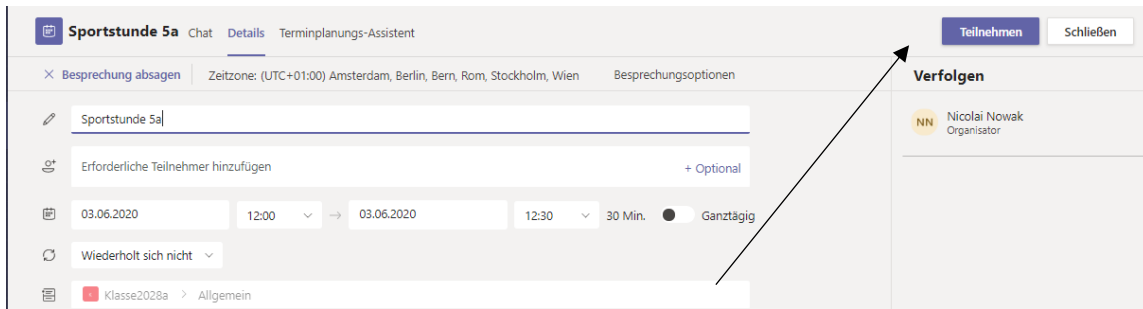 Sportstunde 5a Chat Details Terminplanungs-Assistent Teilnehmen Schließen
Besprechung absagen Zeitzone: (UTC+01:00) Amsterdam, Berlin, Bern, Rom, Stockholm, Wien Besprechungsoptionen
Verfolgen
Sportstunde 5a
NN Nicolai Nowak
Organisator
Erforderliche Teilnehmer hinzufügen + Optional
03.06.2020 12:00 → 03.06.2020 12:30 30 Min. Ganztägig
Wiederholt sich nicht
Klasse2028a > Allgemein